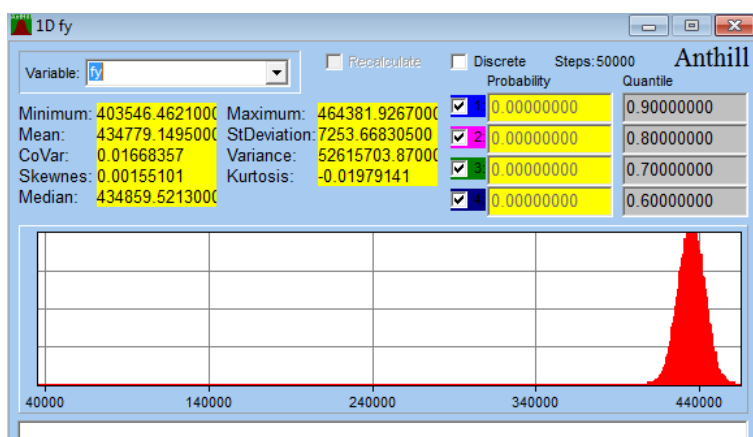 1D fy
Variable: fy
Recalculate
Discrete Steps:50000 Anthill
Probability Quantile
Minimum: 403546.4621000 Maximum: 464381.9267000
Mean: 434779.1495000 StDeviation: 7253.66830500
CoVar: 0.01668357 Variance: 52615703.87000
Skewnes: 0.00155101 Kurtosis: -0.01979141
Median: 434859.5213000
1 0.00000000 0.90000000
2 0.00000000 0.80000000
3 0.00000000 0.70000000
4 0.00000000 0.60000000
40000 140000 240000 340000 440000